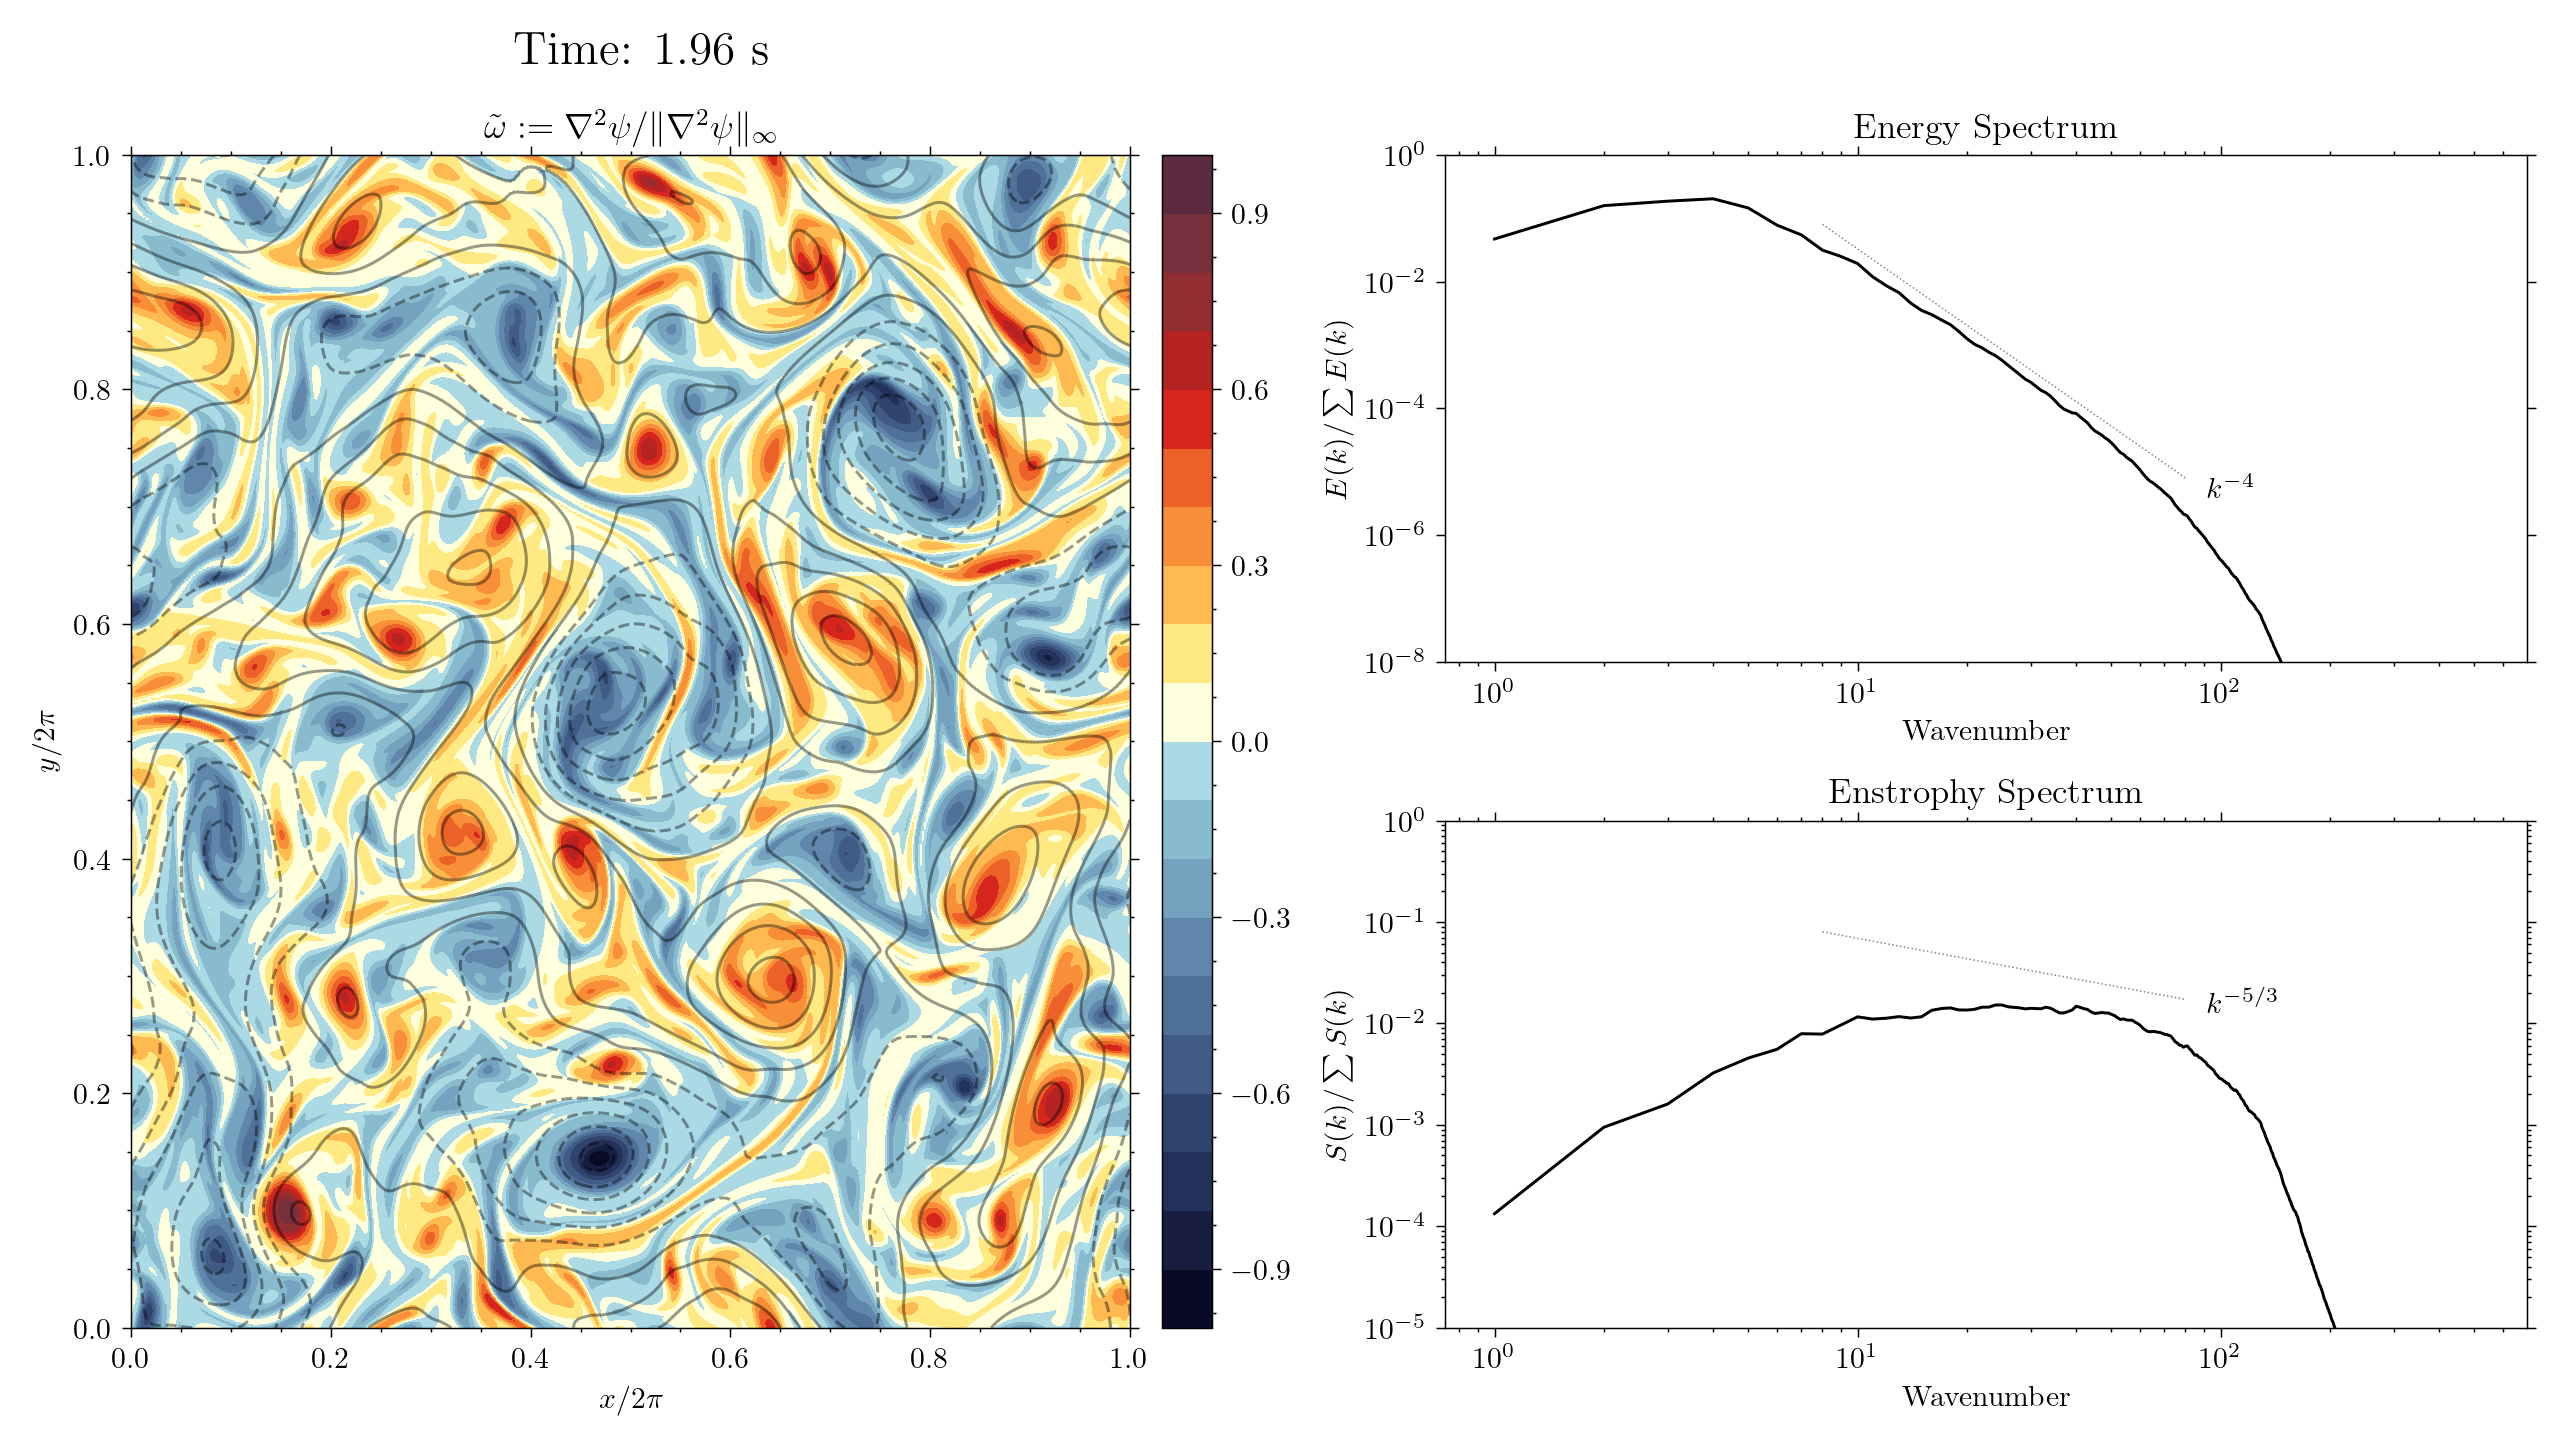 Time: 1.96 s
ω̃ := ∇²ψ/‖∇²ψ‖∞
1.0
0.8
0.6
0.4
0.2
0.0
y/2π
0.0 0.2 0.4 0.6 0.8 1.0
x/2π
0.9
0.6
0.3
0.0
−0.3
−0.6
−0.9
Energy Spectrum
10⁰
10⁻²
10⁻⁴
10⁻⁶
10⁻⁸
E(k)/∑ E(k)
k⁻⁴
10⁰ 10¹ 10²
Wavenumber
Enstrophy Spectrum
10⁰
10⁻¹
10⁻²
10⁻³
10⁻⁴
10⁻⁵
S(k)/∑ S(k)
k⁻⁵ᐟ³
10⁰ 10¹ 10²
Wavenumber